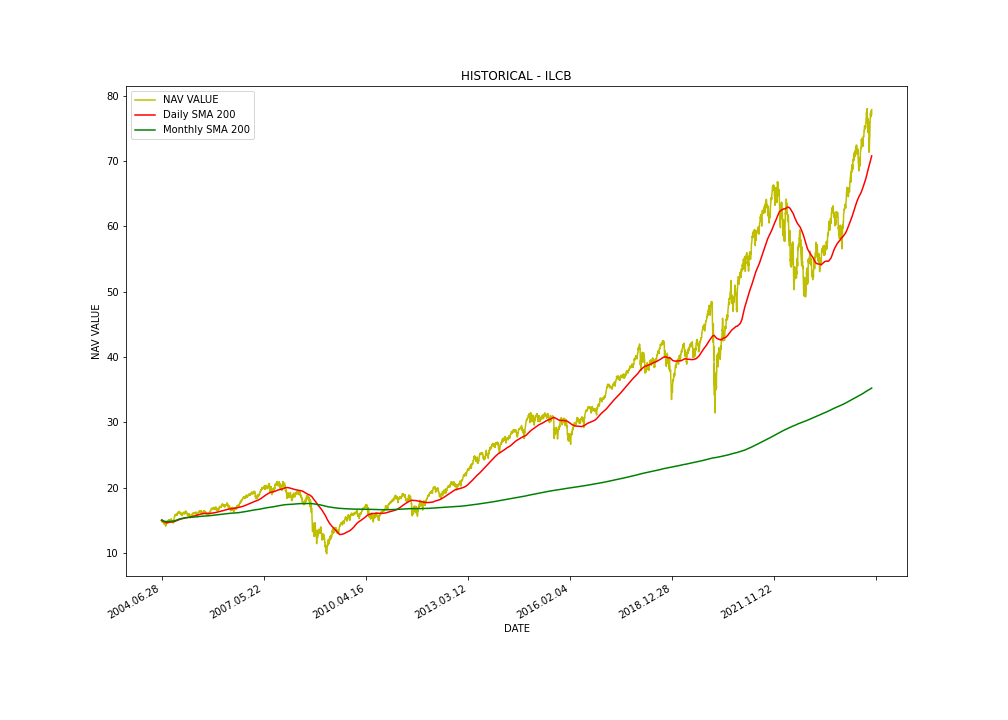 HISTORICAL - ILCB
NAV VALUE
Daily SMA 200
Monthly SMA 200
80
70
60
50
40
30
20
10
NAV VALUE
2004.06.28
2007.05.22
2010.04.16
2013.03.12
2016.02.04
2018.12.28
2021.11.22
DATE